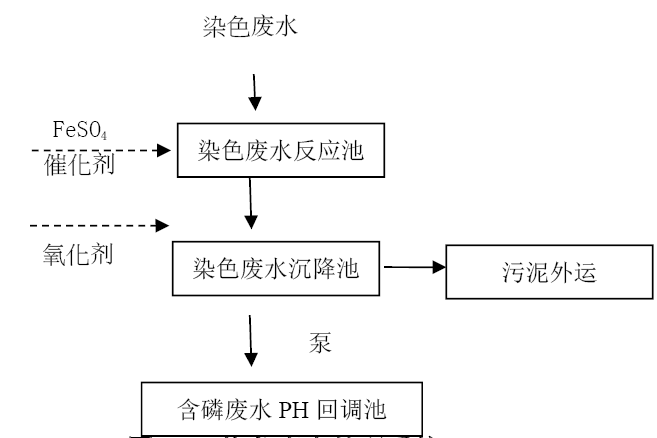 染色废水
FeSO₄
催化剂
染色废水反应池
氧化剂
染色废水沉降池
污泥外运
泵
含磷废水 PH 回调池